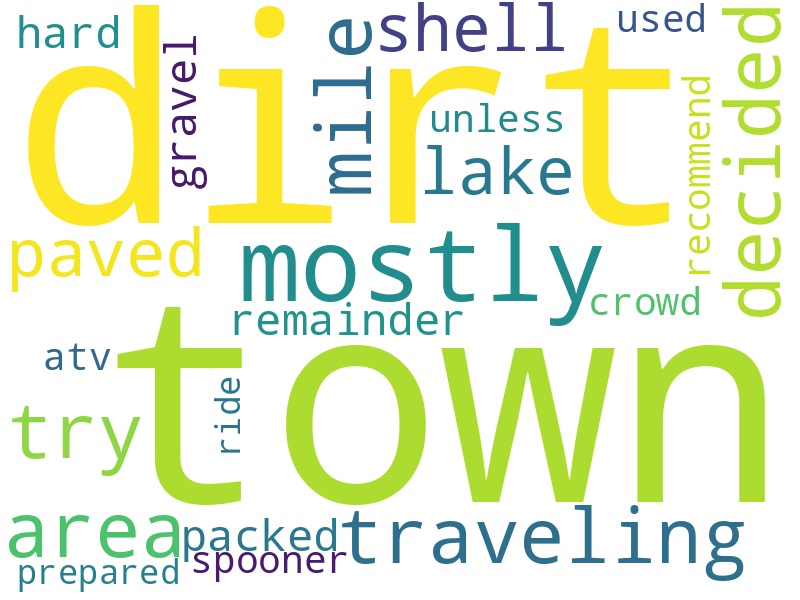 dirt
hard
used
shell
decided
gravel
mile
unless
lake
recommend
paved
mostly
crowd
remainder
town
atv
ride
try
area
packed
traveling
spooner
prepared